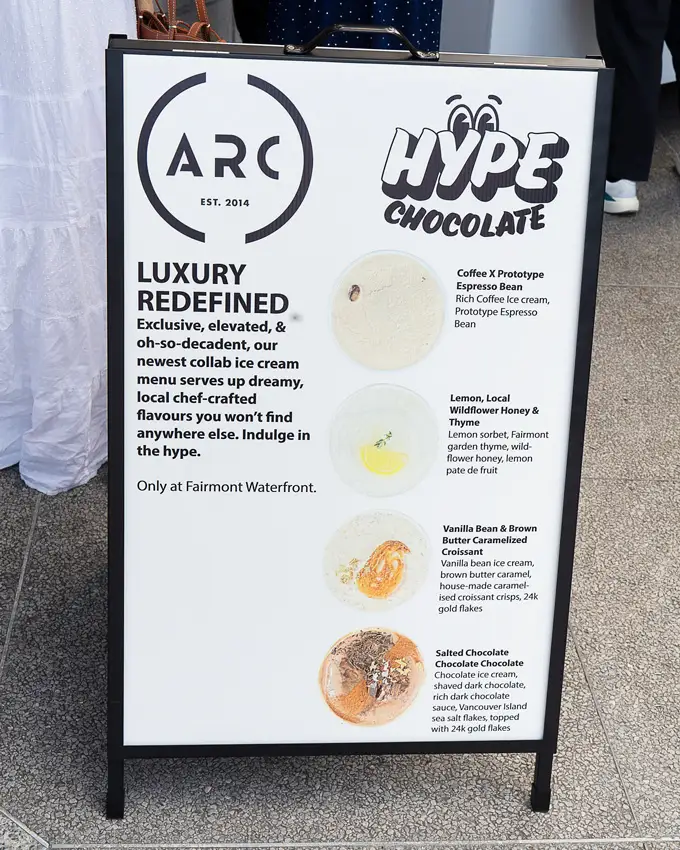 ARC
EST. 2014
HYPE
CHOCOLATE
LUXURY
REDEFINED
Exclusive, elevated, &
oh-so-decadent, our
newest collab ice cream
menu serves up dreamy,
local chef-crafted
flavours you won't find
anywhere else. Indulge in
the hype.
Only at Fairmont Waterfront.
Coffee X Prototype
Espresso Bean
Rich Coffee Ice cream,
Prototype Espresso
Bean
Lemon, Local
Wildflower Honey &
Thyme
Lemon sorbet, Fairmont
garden thyme, wild-
flower honey, lemon
pate de fruit
Vanilla Bean & Brown
Butter Caramelized
Croissant
Vanilla bean ice cream,
brown butter caramel,
house-made caramel-
ised croissant crisps, 24k
gold flakes
Salted Chocolate
Chocolate Chocolate
Chocolate ice cream,
shaved dark chocolate,
rich dark chocolate
sauce, Vancouver Island
sea salt flakes, topped
with 24k gold flakes